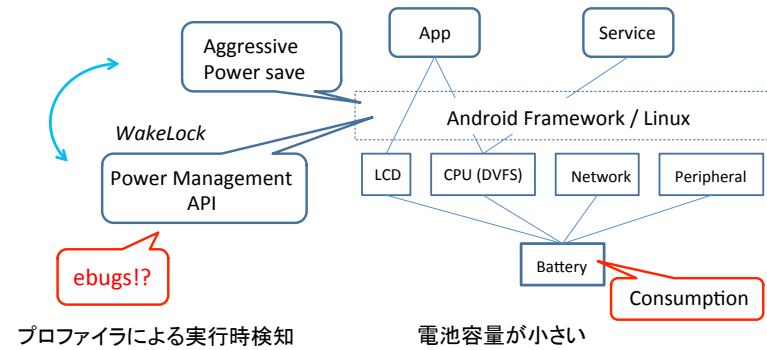 Aggressive
Power save
App
Service
Android Framework / Linux
WakeLock
Power Management
API
LCD
CPU (DVFS)
Network
Peripheral
ebugs!?
Battery
Consumption
プロファイラによる実行時検知
電池容量が小さい